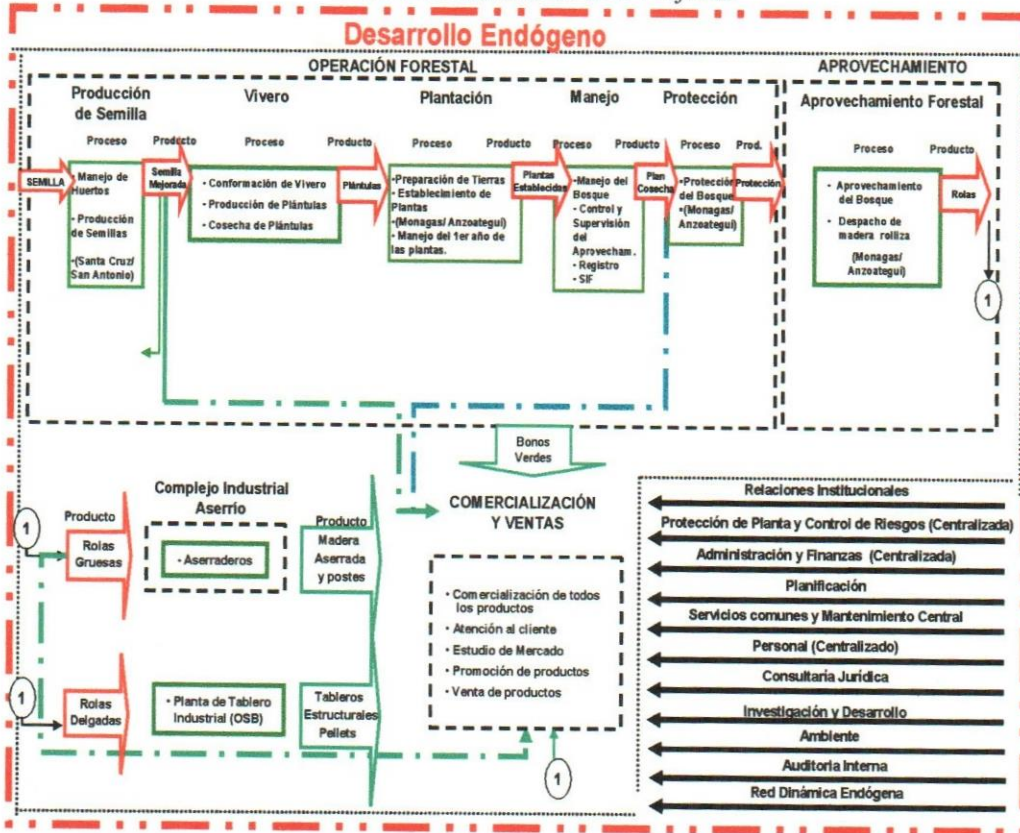 Desarrollo Endógeno
OPERACIÓN FORESTAL
APROVECHAMIENTO
Producción
de Semilla
Vivero
Plantación
Manejo
Protección
Aprovechamiento Forestal
Proceso
Producto
Proceso
Producto
Proceso
Producto
Proceso
Producto
Proceso
Prod.
Proceso
Producto
SEMILLA
• Manejo de
Huertos
• Producción
de Semillas
•(Santa Cruz/
San Antonio)
Semilla
Mejorada
• Conformación de Vivero
• Producción de Plántulas
• Cosecha de Plántulas
Plántulas
• Preparación de Tierras
• Establecimiento de
Plantas
•(Monagas/ Anzoategui)
• Manejo del 1er año de
las plantas.
Plantas
Establecidas
• Manejo del
Bosque
• Control y
Supervisión
del
Aprovecham.
• Registro
• SIF
Plan
Cosecha
• Protección
del Bosque
•(Monagas/
Anzoategui)
Protección
• Aprovechamiento
del Bosque
• Despacho de
madera rolliza
(Monagas/
Anzoategui)
Rolas
1
Bonos
Verdes
Complejo Industrial
Aserrio
COMERCIALIZACIÓN
Y VENTAS
1
Producto
Rolas
Gruesas
• Aserraderos
Producto
Madera
Aserrada
y postes
• Comercialización de todos
los productos
• Atención al cliente
• Estudio de Mercado
• Promoción de productos
• Venta de productos
1
Rolas
Delgadas
• Planta de Tablero
Industrial (OSB)
Tableros
Estructurales
Pellets
1
Relaciones Institucionales
Protección de Planta y Control de Riesgos (Centralizada)
Administración y Finanzas (Centralizada)
Planificación
Servicios comunes y Mantenimiento Central
Personal (Centralizado)
Consultaría Jurídica
Investigación y Desarrollo
Ambiente
Auditoria Interna
Red Dinámica Endógena